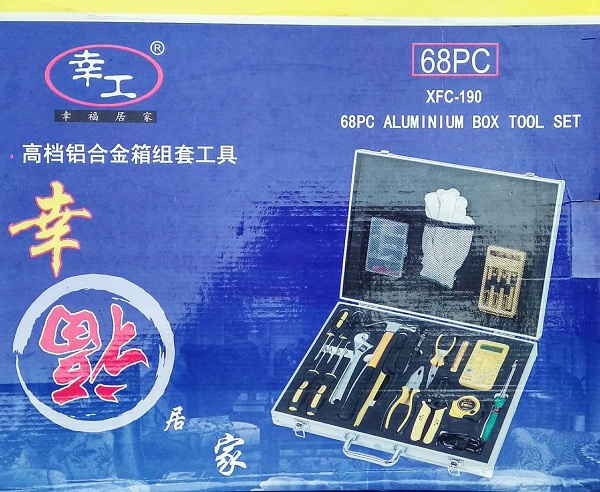 幸工®
幸福居家
68PC
XFC-190
68PC ALUMINIUM BOX TOOL SET
·高档铝合金箱组套工具
幸
福
居
家